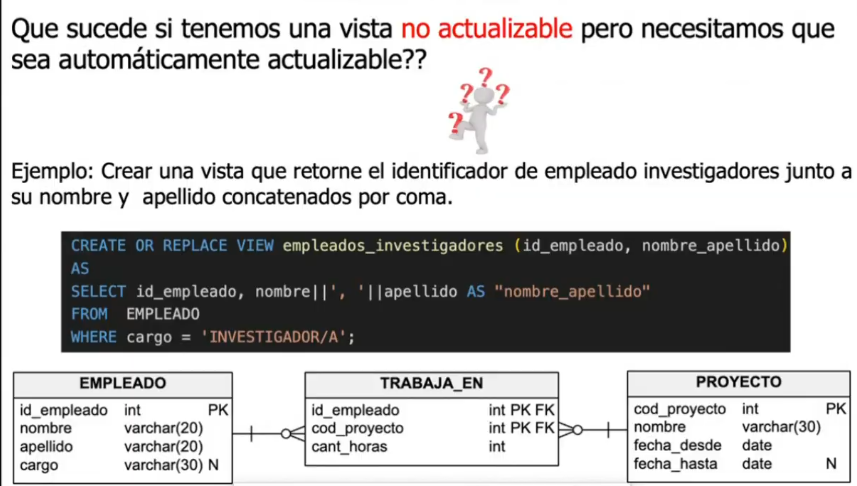 Que sucede si tenemos una vista no actualizable pero necesitamos que
sea automáticamente actualizable??
? ? ? ?
Ejemplo: Crear una vista que retorne el identificador de empleado investigadores junto a
su nombre y apellido concatenados por coma.
CREATE OR REPLACE VIEW empleados_investigadores (id_empleado, nombre_apellido)
AS
SELECT id_empleado, nombre||', '||apellido AS "nombre_apellido"
FROM EMPLEADO
WHERE cargo = 'INVESTIGADOR/A';
EMPLEADO
id_empleado int PK
nombre varchar(20)
apellido varchar(20)
cargo varchar(30) N
TRABAJA_EN
id_empleado int PK FK
cod_proyecto int PK FK
cant_horas int
PROYECTO
cod_proyecto int PK
nombre varchar(30)
fecha_desde date
fecha_hasta date N